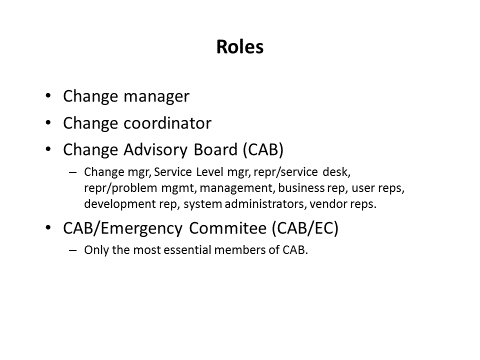 Roles
• Change manager
• Change coordinator
• Change Advisory Board (CAB)
– Change mgr, Service Level mgr, repr/service desk,
repr/problem mgmt, management, business rep, user reps,
development rep, system administrators, vendor reps.
• CAB/Emergency Commitee (CAB/EC)
– Only the most essential members of CAB.